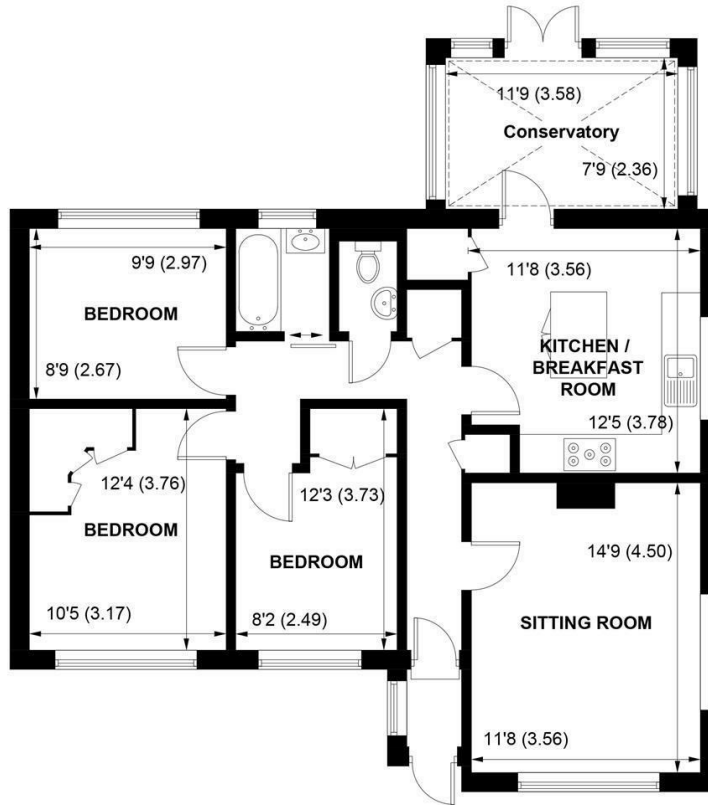 11'9 (3.58)
Conservatory
7'9 (2.36)
9'9 (2.97)
BEDROOM
8'9 (2.67)
11'8 (3.56)
KITCHEN /
BREAKFAST
ROOM
12'5 (3.78)
12'4 (3.76)
BEDROOM
10'5 (3.17)
12'3 (3.73)
BEDROOM
8'2 (2.49)
14'9 (4.50)
SITTING ROOM
11'8 (3.56)